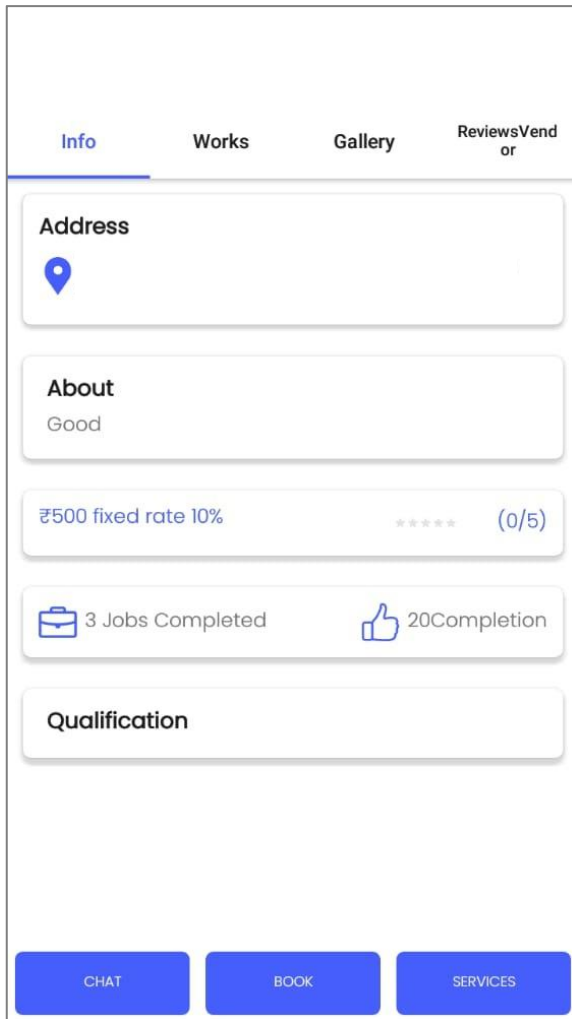 Info Works Gallery ReviewsVend
or
Address
About
Good
₹500 fixed rate 10% (0/5)
3 Jobs Completed 20Completion
Qualification
CHAT BOOK SERVICES